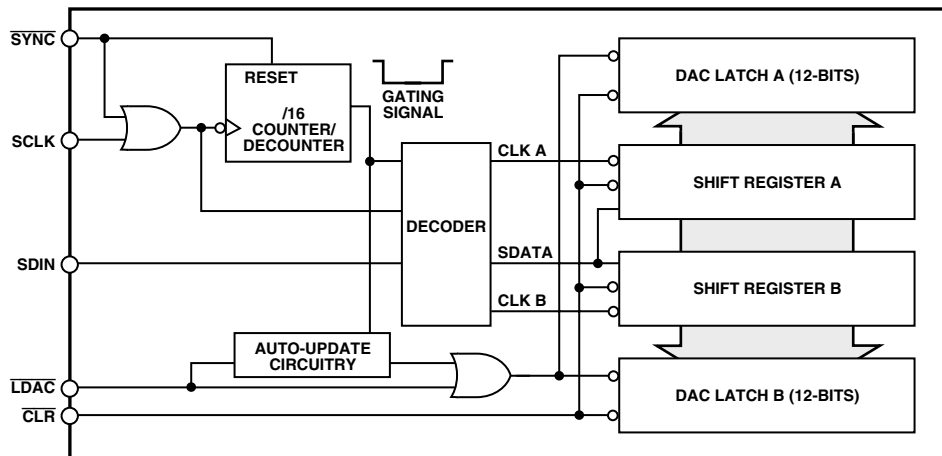 SYNC
SCLK
SDIN
LDAC
CLR
RESET
/16
COUNTER/
DECOUNTER
GATING
SIGNAL
DECODER
AUTO-UPDATE
CIRCUITRY
CLK A
SDATA
CLK B
DAC LATCH A (12-BITS)
SHIFT REGISTER A
SHIFT REGISTER B
DAC LATCH B (12-BITS)